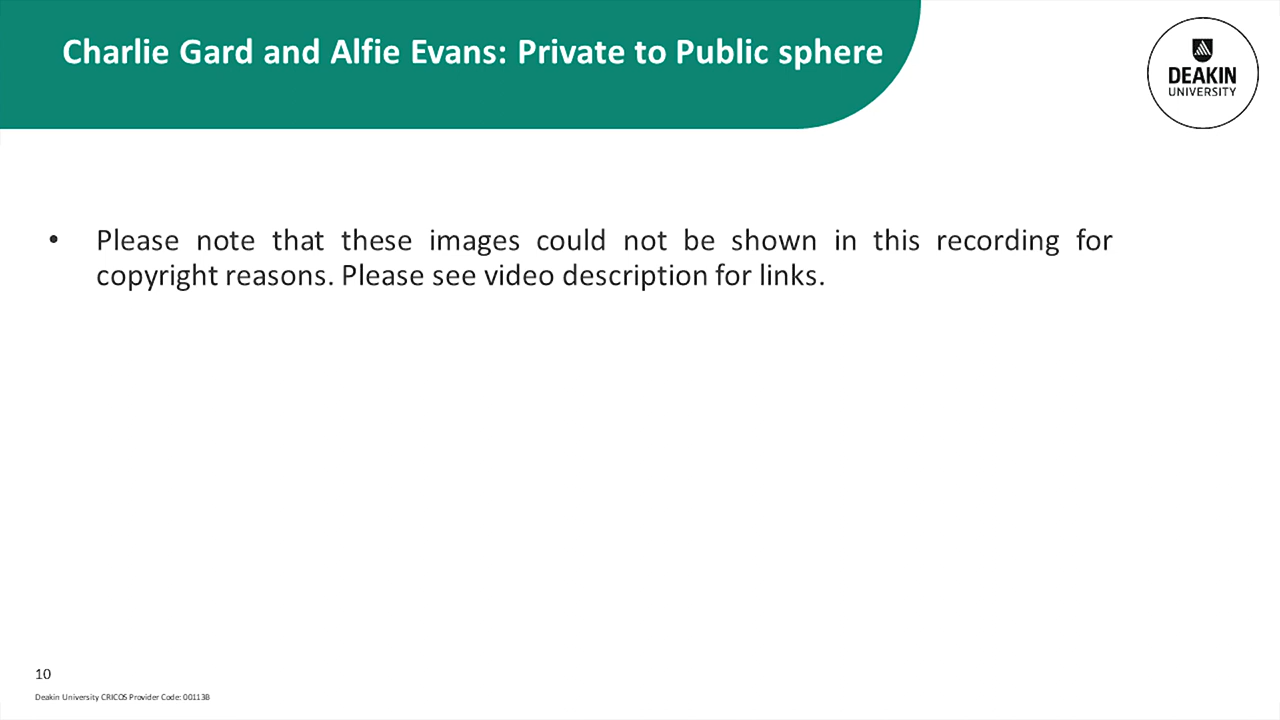 Charlie Gard and Alfie Evans: Private to Public sphere
DEAKIN
UNIVERSITY
• Please note that these images could not be shown in this recording for
copyright reasons. Please see video description for links.
10
Deakin University CRICOS Provider Code: 00113B